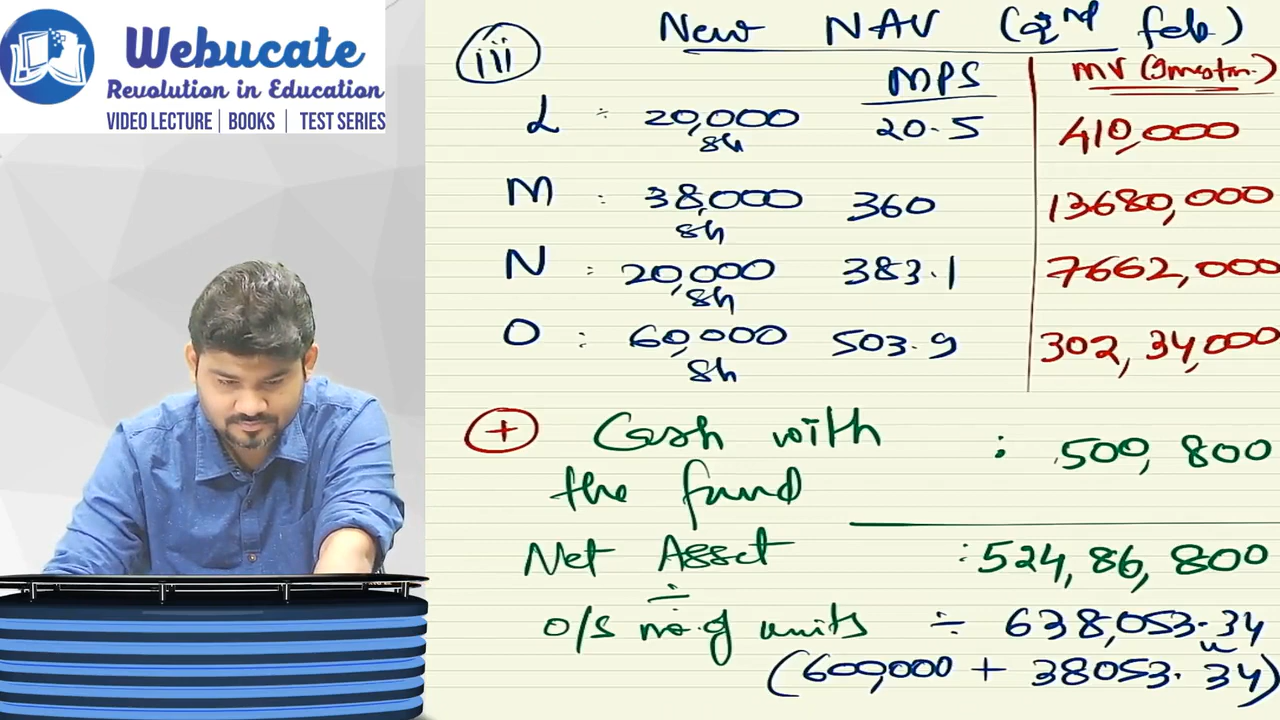 Webucate
Revolution in Education
VIDEO LECTURE | BOOKS | TEST SERIES
iii New NAV (2nd feb)
MPS MV (Investm.)
L : 20,000 sh 20.5 410,000
M : 38,000 sh 360 13680,000
N : 20,000 sh 383.1 7662,000
O : 60,000 sh 503.9 302,34,000
+ Cash with : 500,800
the fund
Net Asset : 524,86,800
÷
o/s no. of units ÷ 638,053.34
(600,000 + 38053.34)